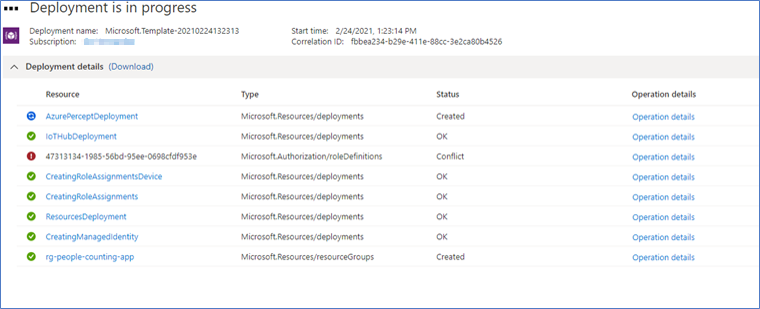 Deployment is in progress
Deployment name: Microsoft.Template-20210224132313 Start time: 2/24/2021, 1:23:14 PM
Subscription: Correlation ID: fbbea234-b29e-411e-88cc-3e2ca80b4526
Deployment details (Download)
Resource Type Status Operation details
AzurePerceptDeployment Microsoft.Resources/deployments Created Operation details
IoTHubDeployment Microsoft.Resources/deployments OK Operation details
47313134-1985-56bd-95ee-0698cfdf953e Microsoft.Authorization/roleDefinitions Conflict Operation details
CreatingRoleAssignmentsDevice Microsoft.Resources/deployments OK Operation details
CreatingRoleAssignments Microsoft.Resources/deployments OK Operation details
ResourcesDeployment Microsoft.Resources/deployments OK Operation details
CreatingManagedIdentity Microsoft.Resources/deployments OK Operation details
rg-people-counting-app Microsoft.Resources/resourceGroups Created Operation details